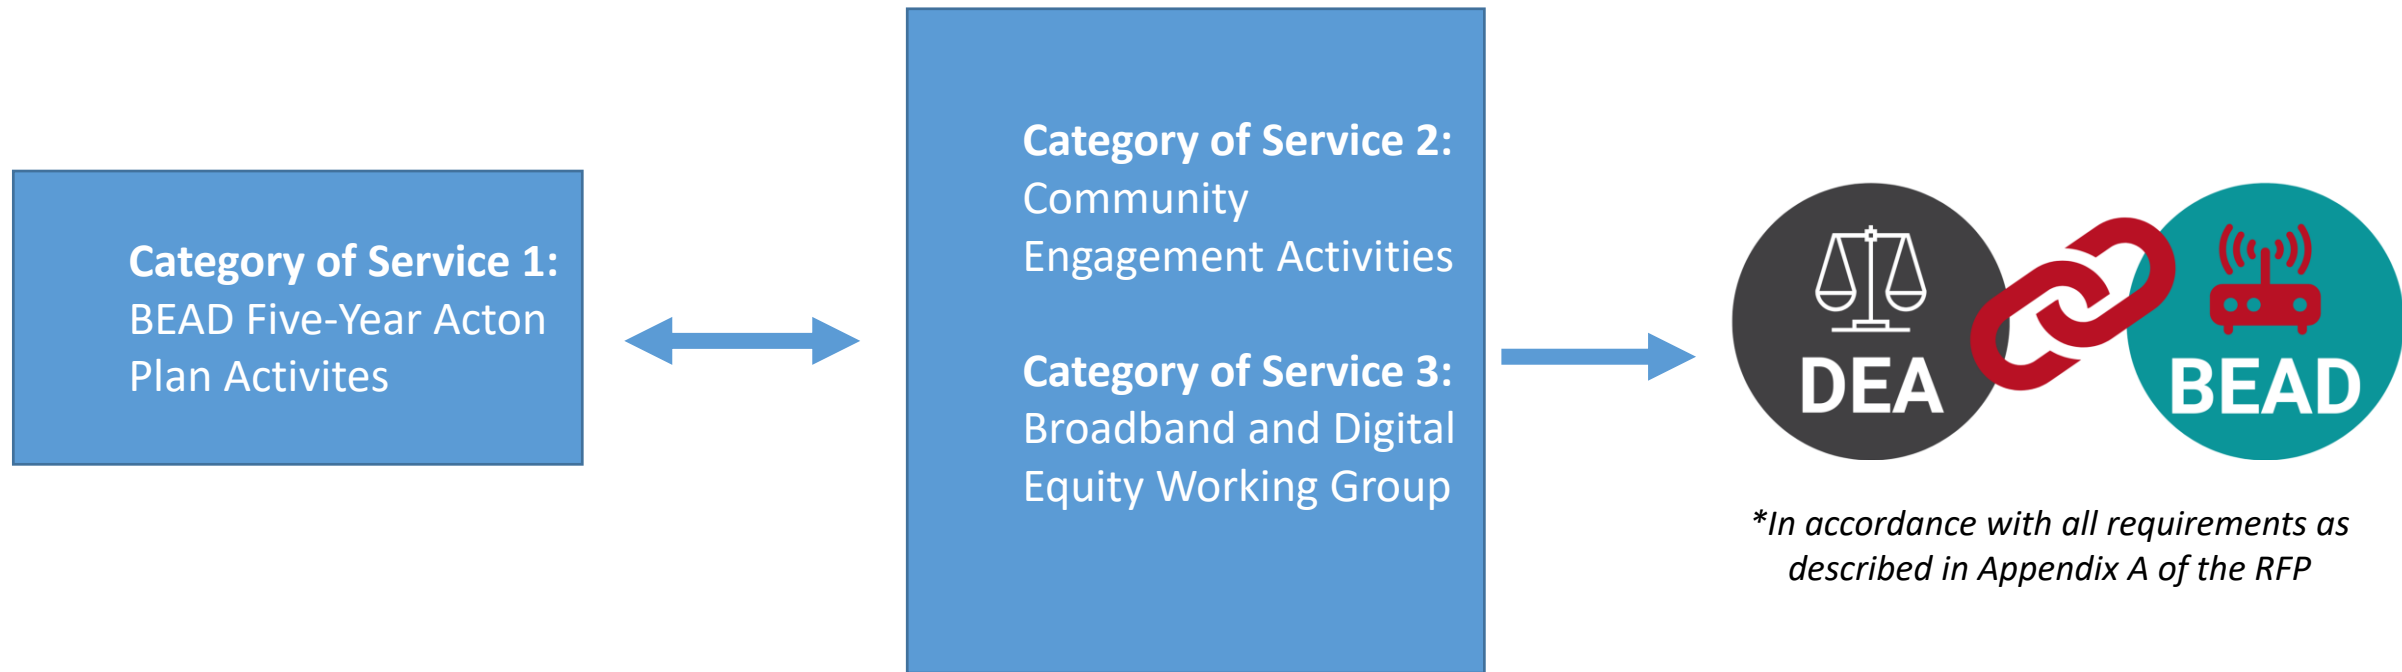 Category of Service 1:
BEAD Five-Year Acton
Plan Activites
Category of Service 2:
Community
Engagement Activities
Category of Service 3:
Broadband and Digital
Equity Working Group
DEA
BEAD
*In accordance with all requirements as
described in Appendix A of the RFP